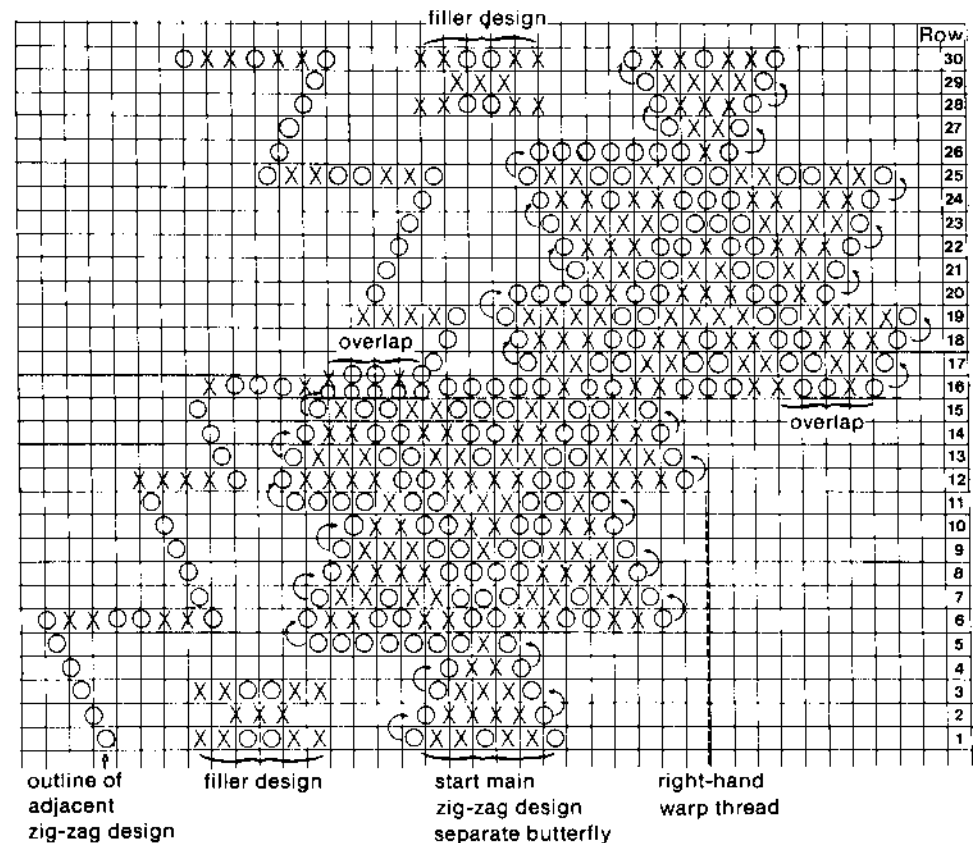 filler design
Row
30
29
28
27
26
25
24
23
22
21
20
19
overlap
18
17
16
15
overlap
14
13
12
11
10
9
8
7
6
5
4
3
2
1
outline of
adjacent
zig-zag design
filler design
start main
zig-zag design
separate butterfly
right-hand
warp thread